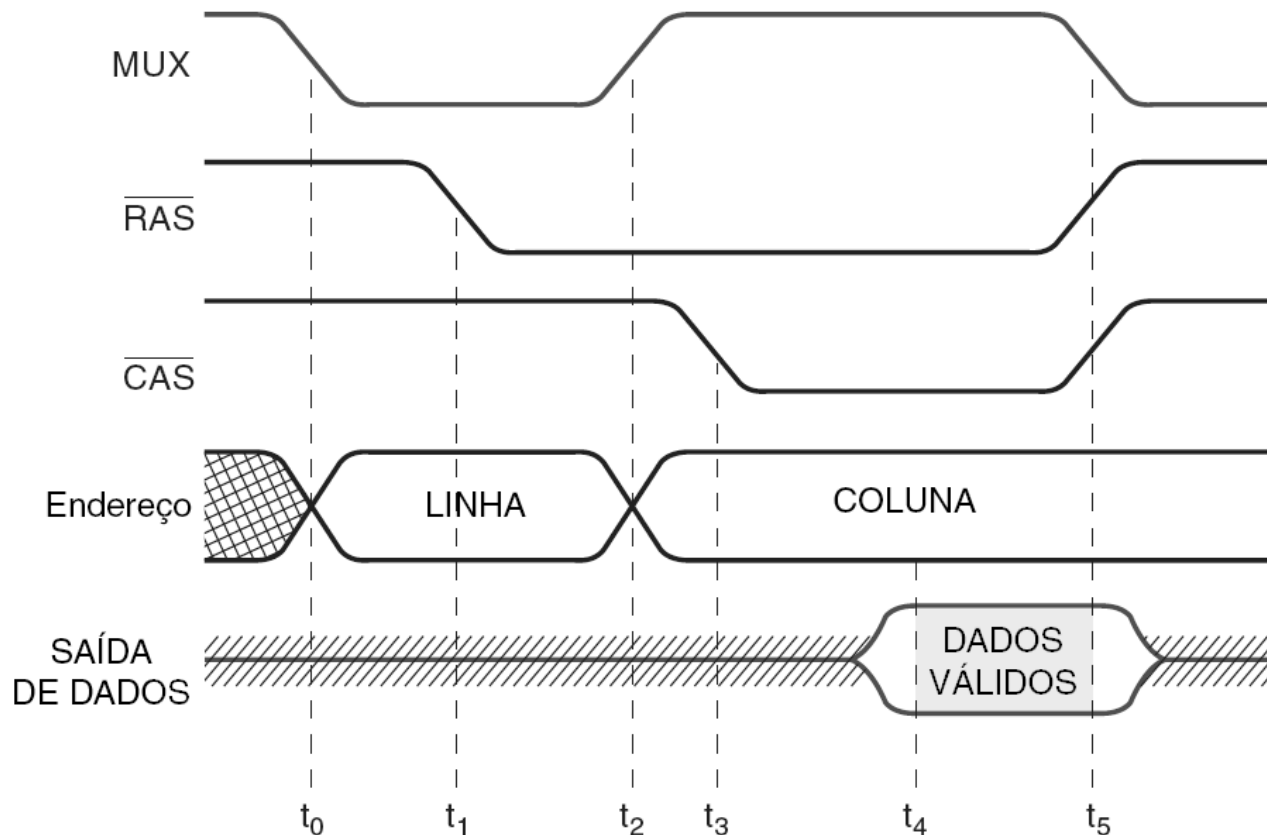 MUX
RAS
CAS
Endereço
LINHA
COLUNA
SAÍDA
DE DADOS
DADOS
VÁLIDOS
t0 t1 t2 t3 t4 t5